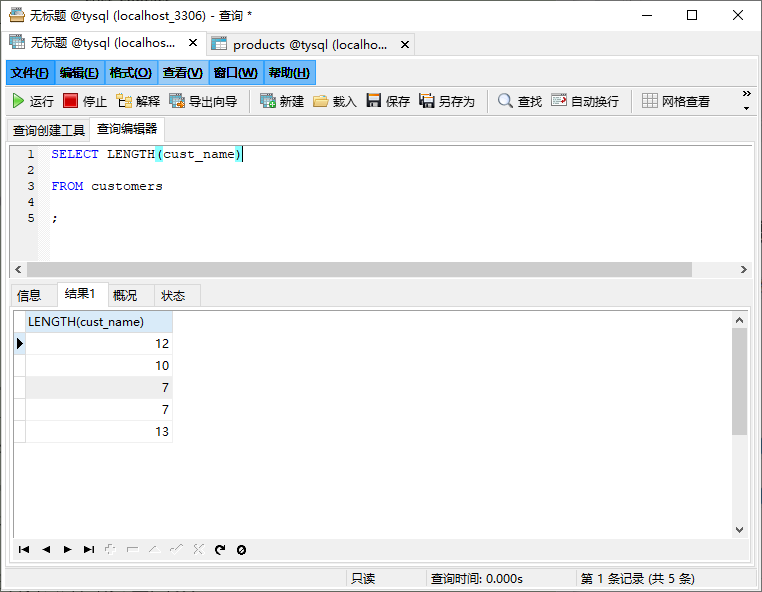 无标题 @tysql (localhost_3306) - 查询 *
无标题 @tysql (localhos... products @tysql (localho...
文件(F) 编辑(E) 格式(O) 查看(V) 窗口(W) 帮助(H)
运行 停止 解释 导出向导 新建 载入 保存 另存为 查找 自动换行 网格查看
查询创建工具 查询编辑器
1 SELECT LENGTH(cust_name)
2
3 FROM customers
4
5 ;
信息 结果1 概况 状态
LENGTH(cust_name)
12
10
7
7
13
只读 查询时间: 0.000s 第 1 条记录 (共 5 条)